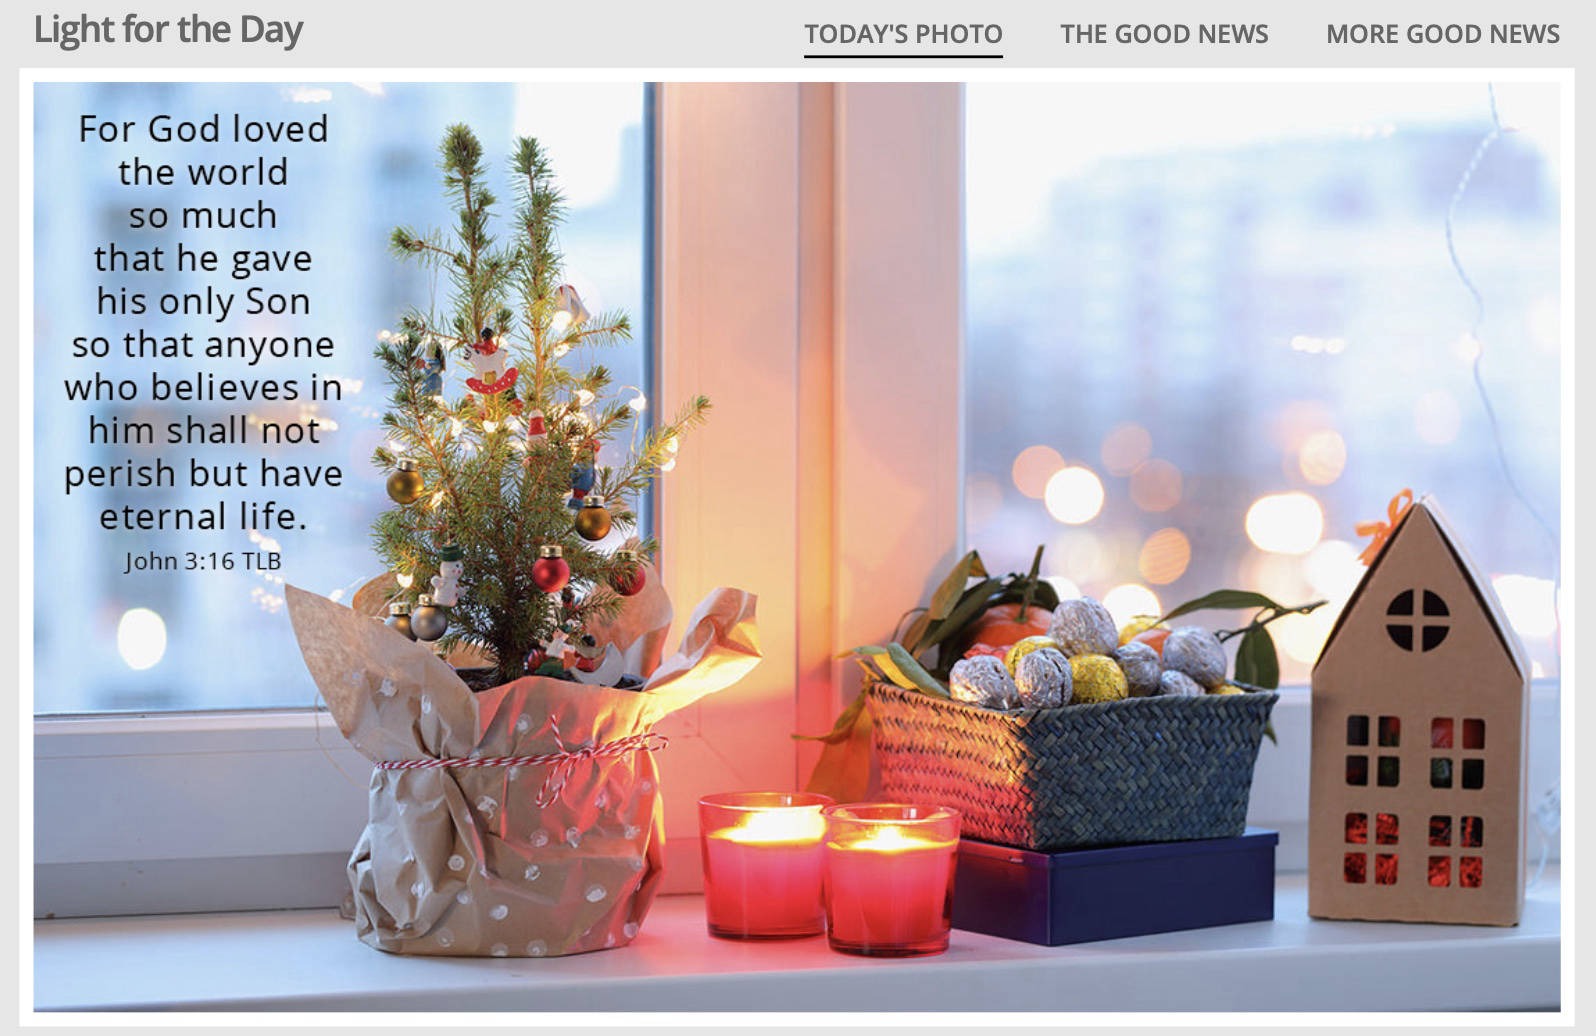 Light for the Day
TODAY'S PHOTO
THE GOOD NEWS
MORE GOOD NEWS
For God loved
the world
so much
that he gave
his only Son
so that anyone
who believes in
him shall not
perish but have
eternal life.
John 3:16 TLB